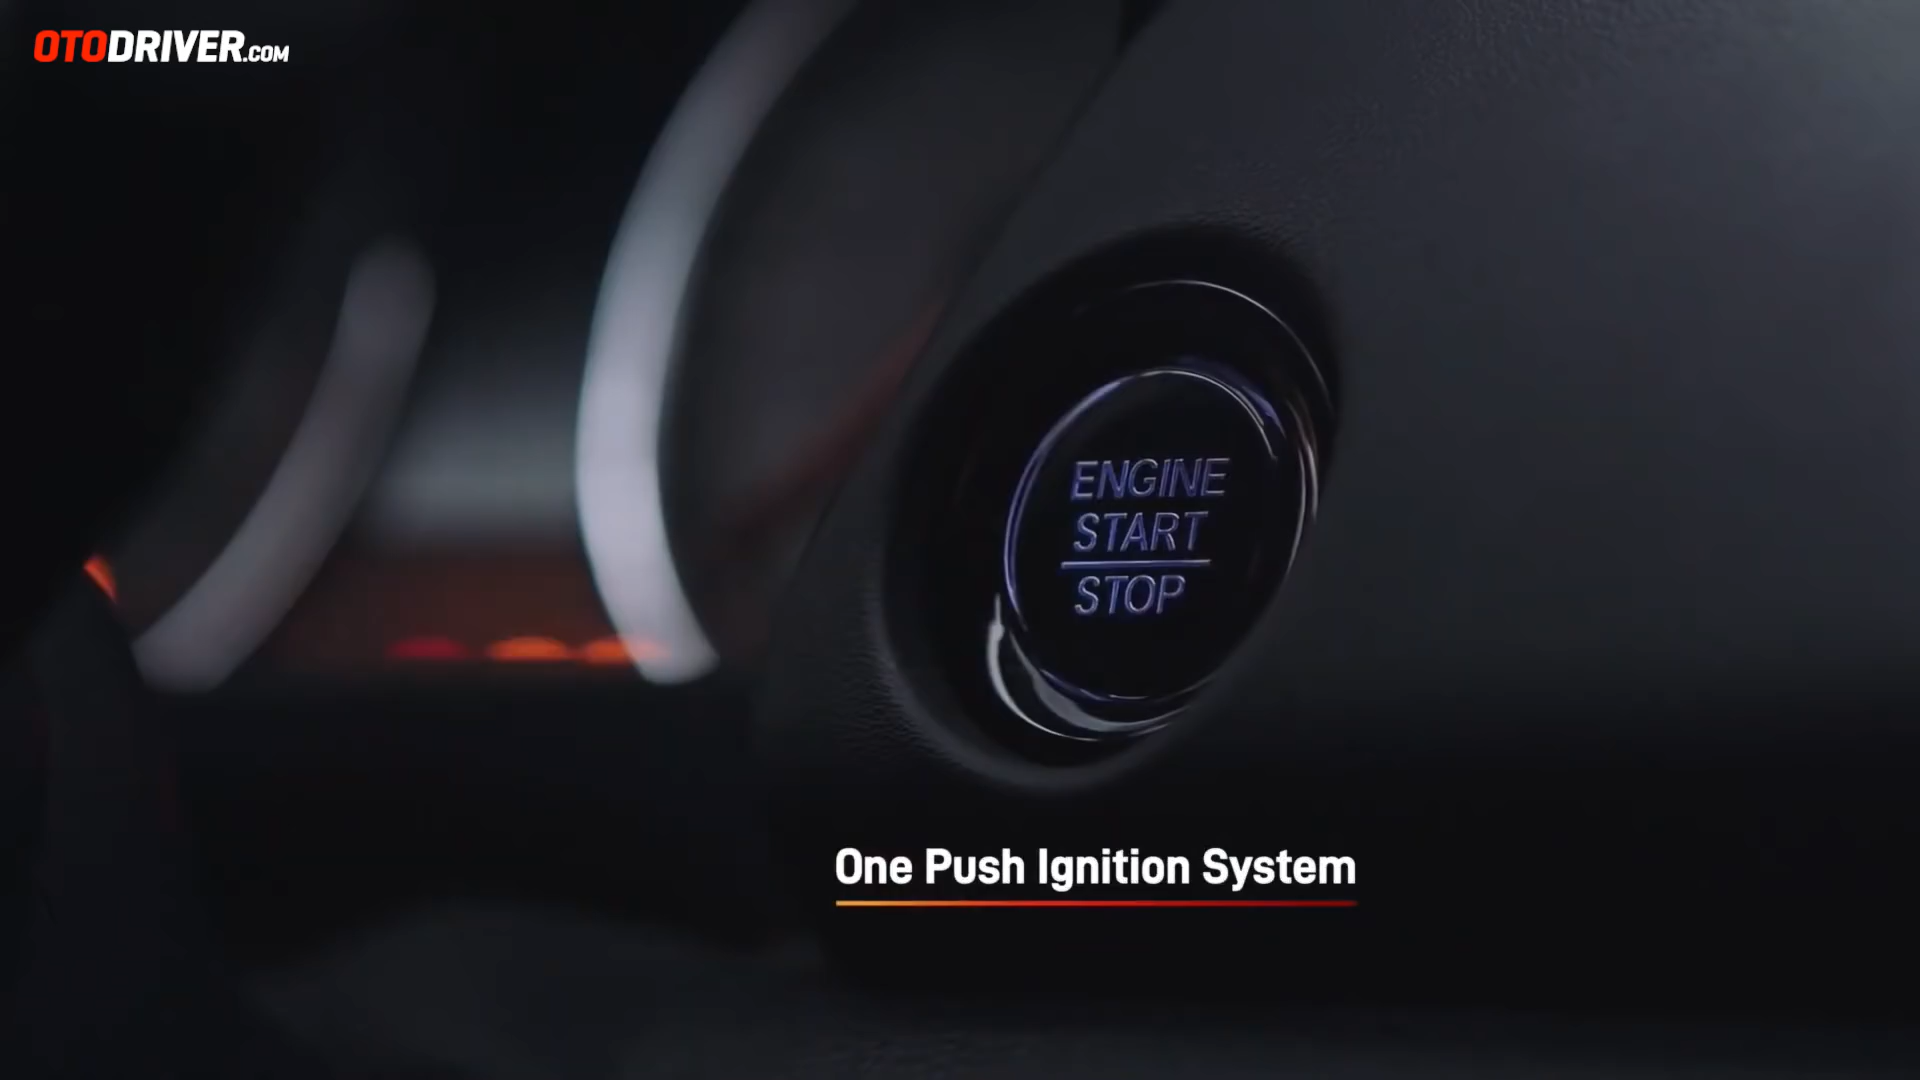 OTODRIVER.COM
ENGINE
START
STOP
One Push Ignition System